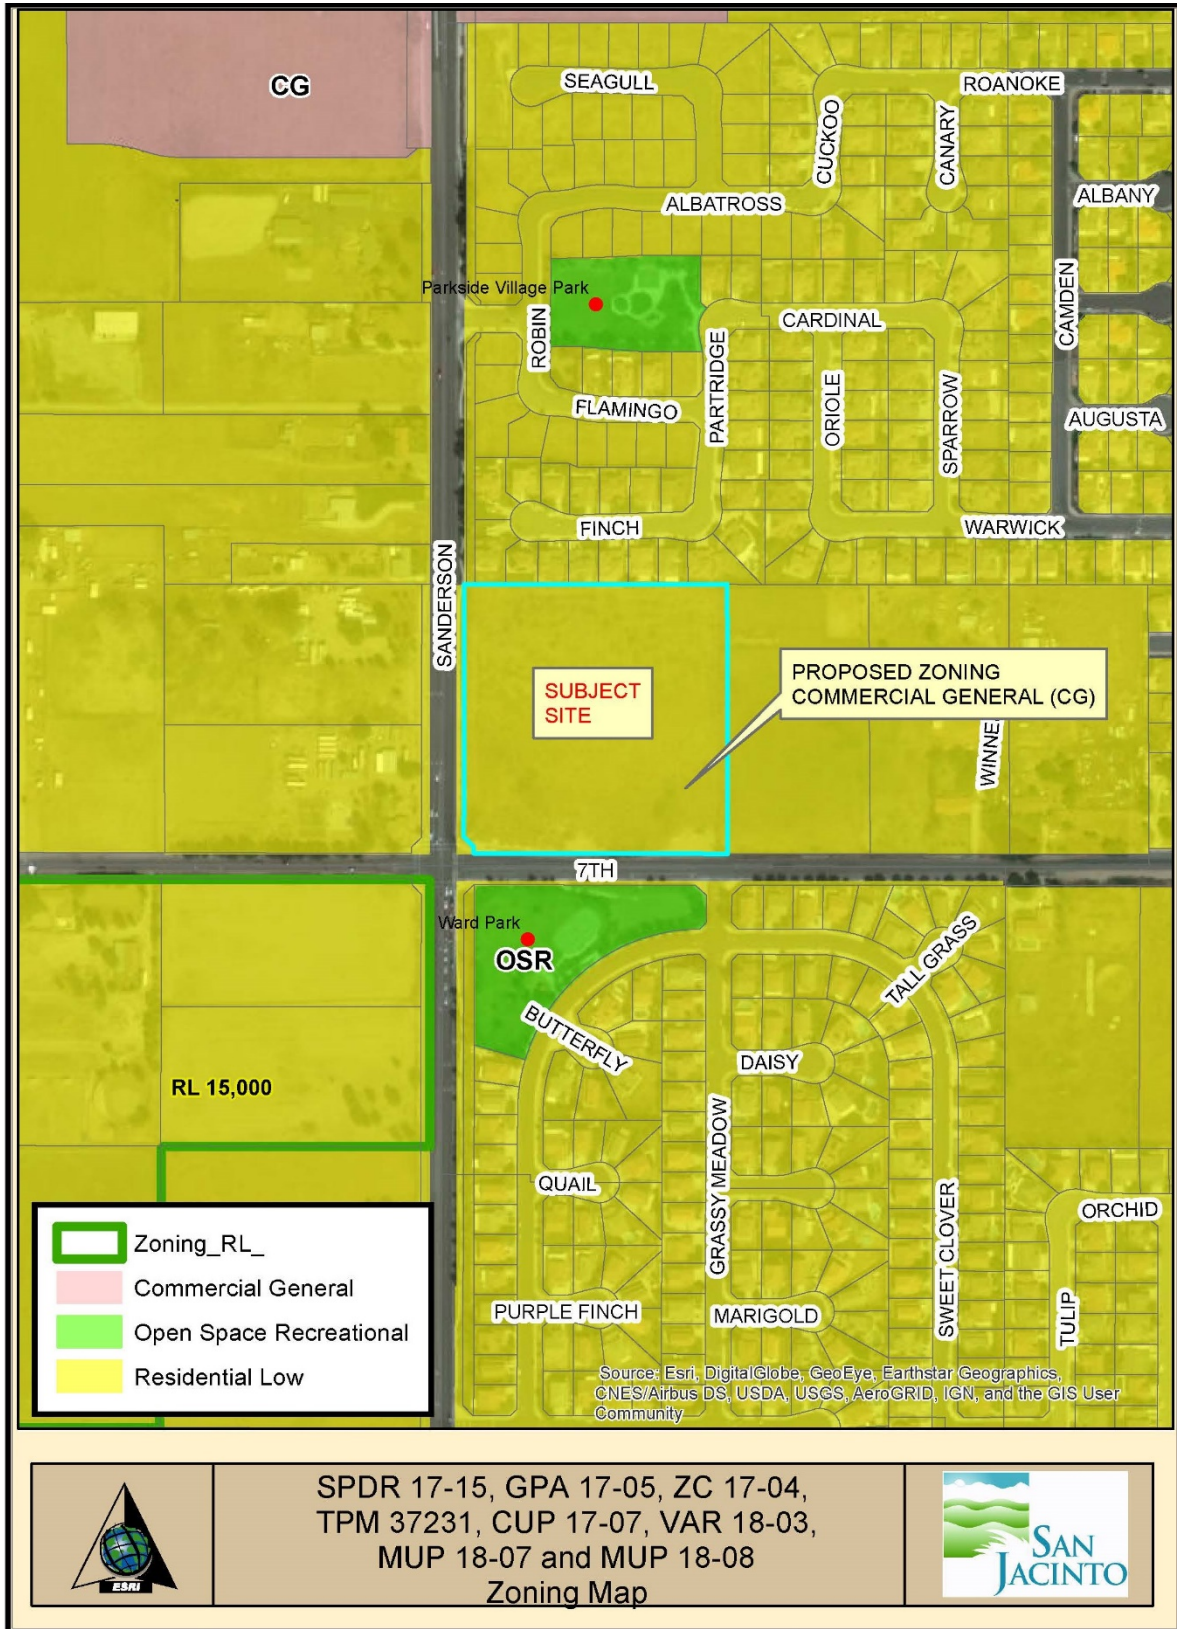 CG
SEAGULL
ROANOKE
CUCKOO
CANARY
ALBANY
ALBATROSS
CAMDEN
Parkside Village Park
ROBIN
CARDINAL
PARTRIDGE
ORIOLE
SPARROW
FLAMINGO
AUGUSTA
FINCH
WARWICK
SANDERSON
SUBJECT
SITE
PROPOSED ZONING
COMMERCIAL GENERAL (CG)
WINNE
7TH
Ward Park
OSR
TALL GRASS
BUTTERFLY
DAISY
RL 15,000
GRASSY MEADOW
QUAIL
SWEET CLOVER
ORCHID
PURPLE FINCH
MARIGOLD
TULIP
Zoning_RL_
Commercial General
Open Space Recreational
Residential Low
Source: Esri, DigitalGlobe, GeoEye, Earthstar Geographics,
CNES/Airbus DS, USDA, USGS, AeroGRID, IGN, and the GIS User
Community
ESRI
SPDR 17-15, GPA 17-05, ZC 17-04,
TPM 37231, CUP 17-07, VAR 18-03,
MUP 18-07 and MUP 18-08
Zoning Map
SAN
JACINTO